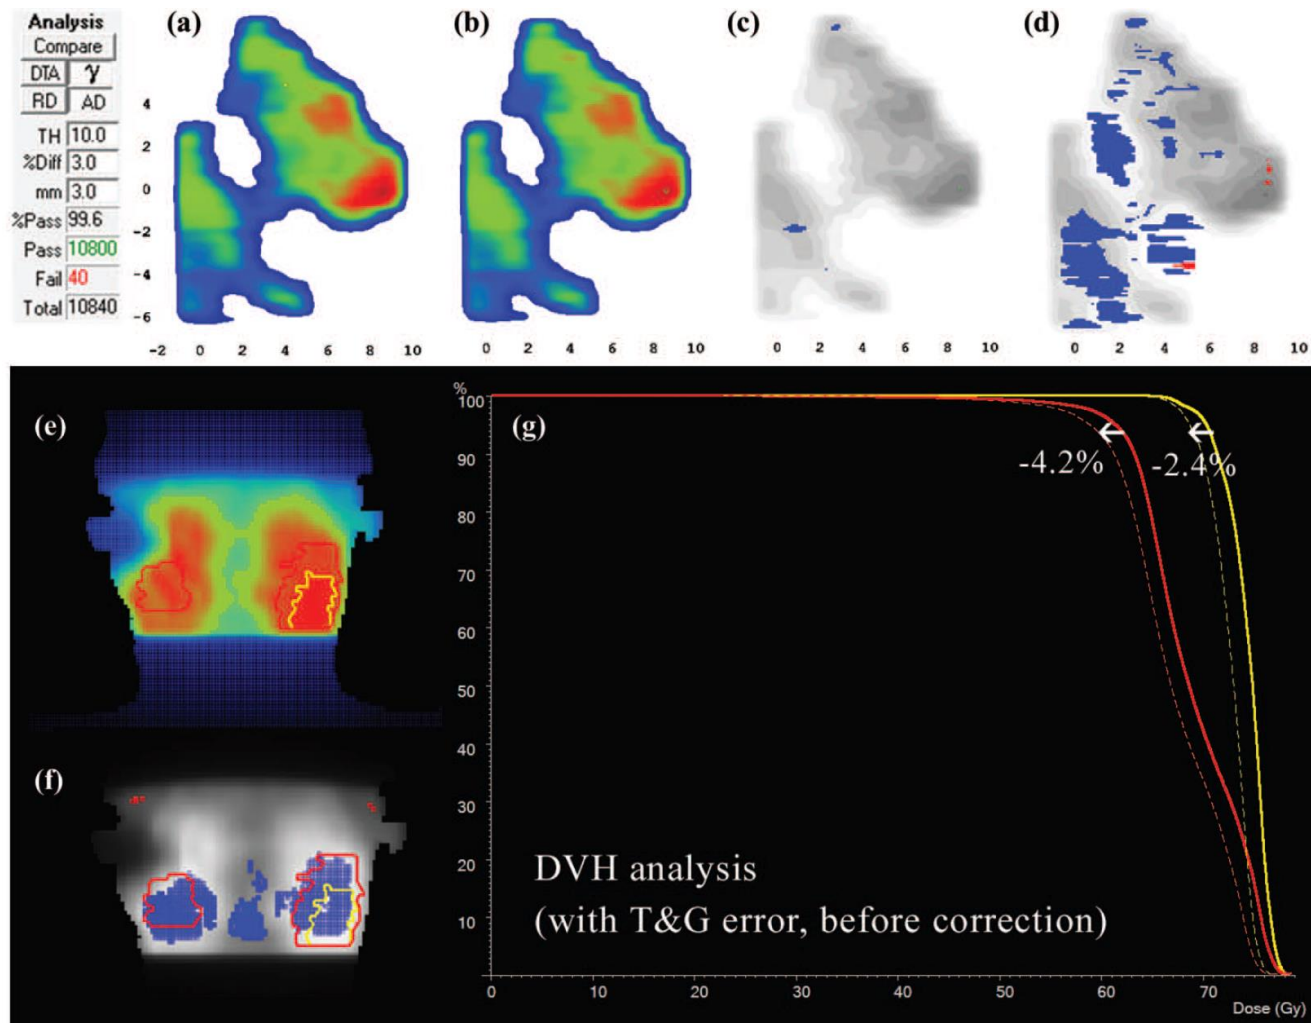 Analysis
Compare
DTA γ
RD AD
TH 10.0
%Diff 3.0
mm 3.0
%Pass 99.6
Pass 10800
Fail 40
Total 10840
(a) (b) (c) (d)
4
2
0
-2
-4
-6
-2 0 2 4 6 8 10
0 2 4 6 8 10
0 2 4 6 8 10
0 2 4 6 8 10
(e)
(f)
(g)
%
100
90
80
70
60
50
40
30
20
10
-4.2% -2.4%
DVH analysis
(with T&G error, before correction)
0 10 20 30 40 50 60 70
Dose (Gy)